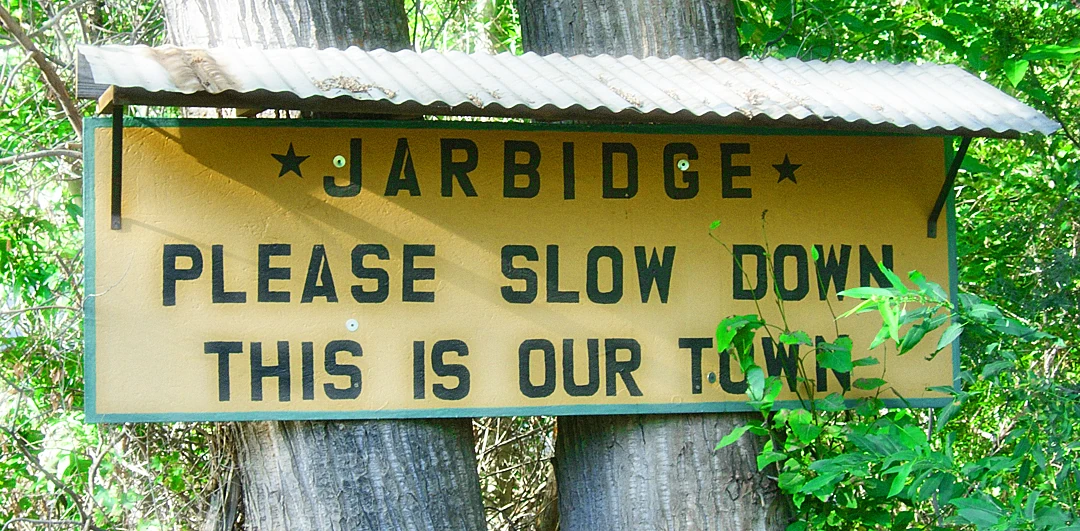 ★ JARBIDGE ★
PLEASE SLOW DOWN
THIS IS OUR TOWN